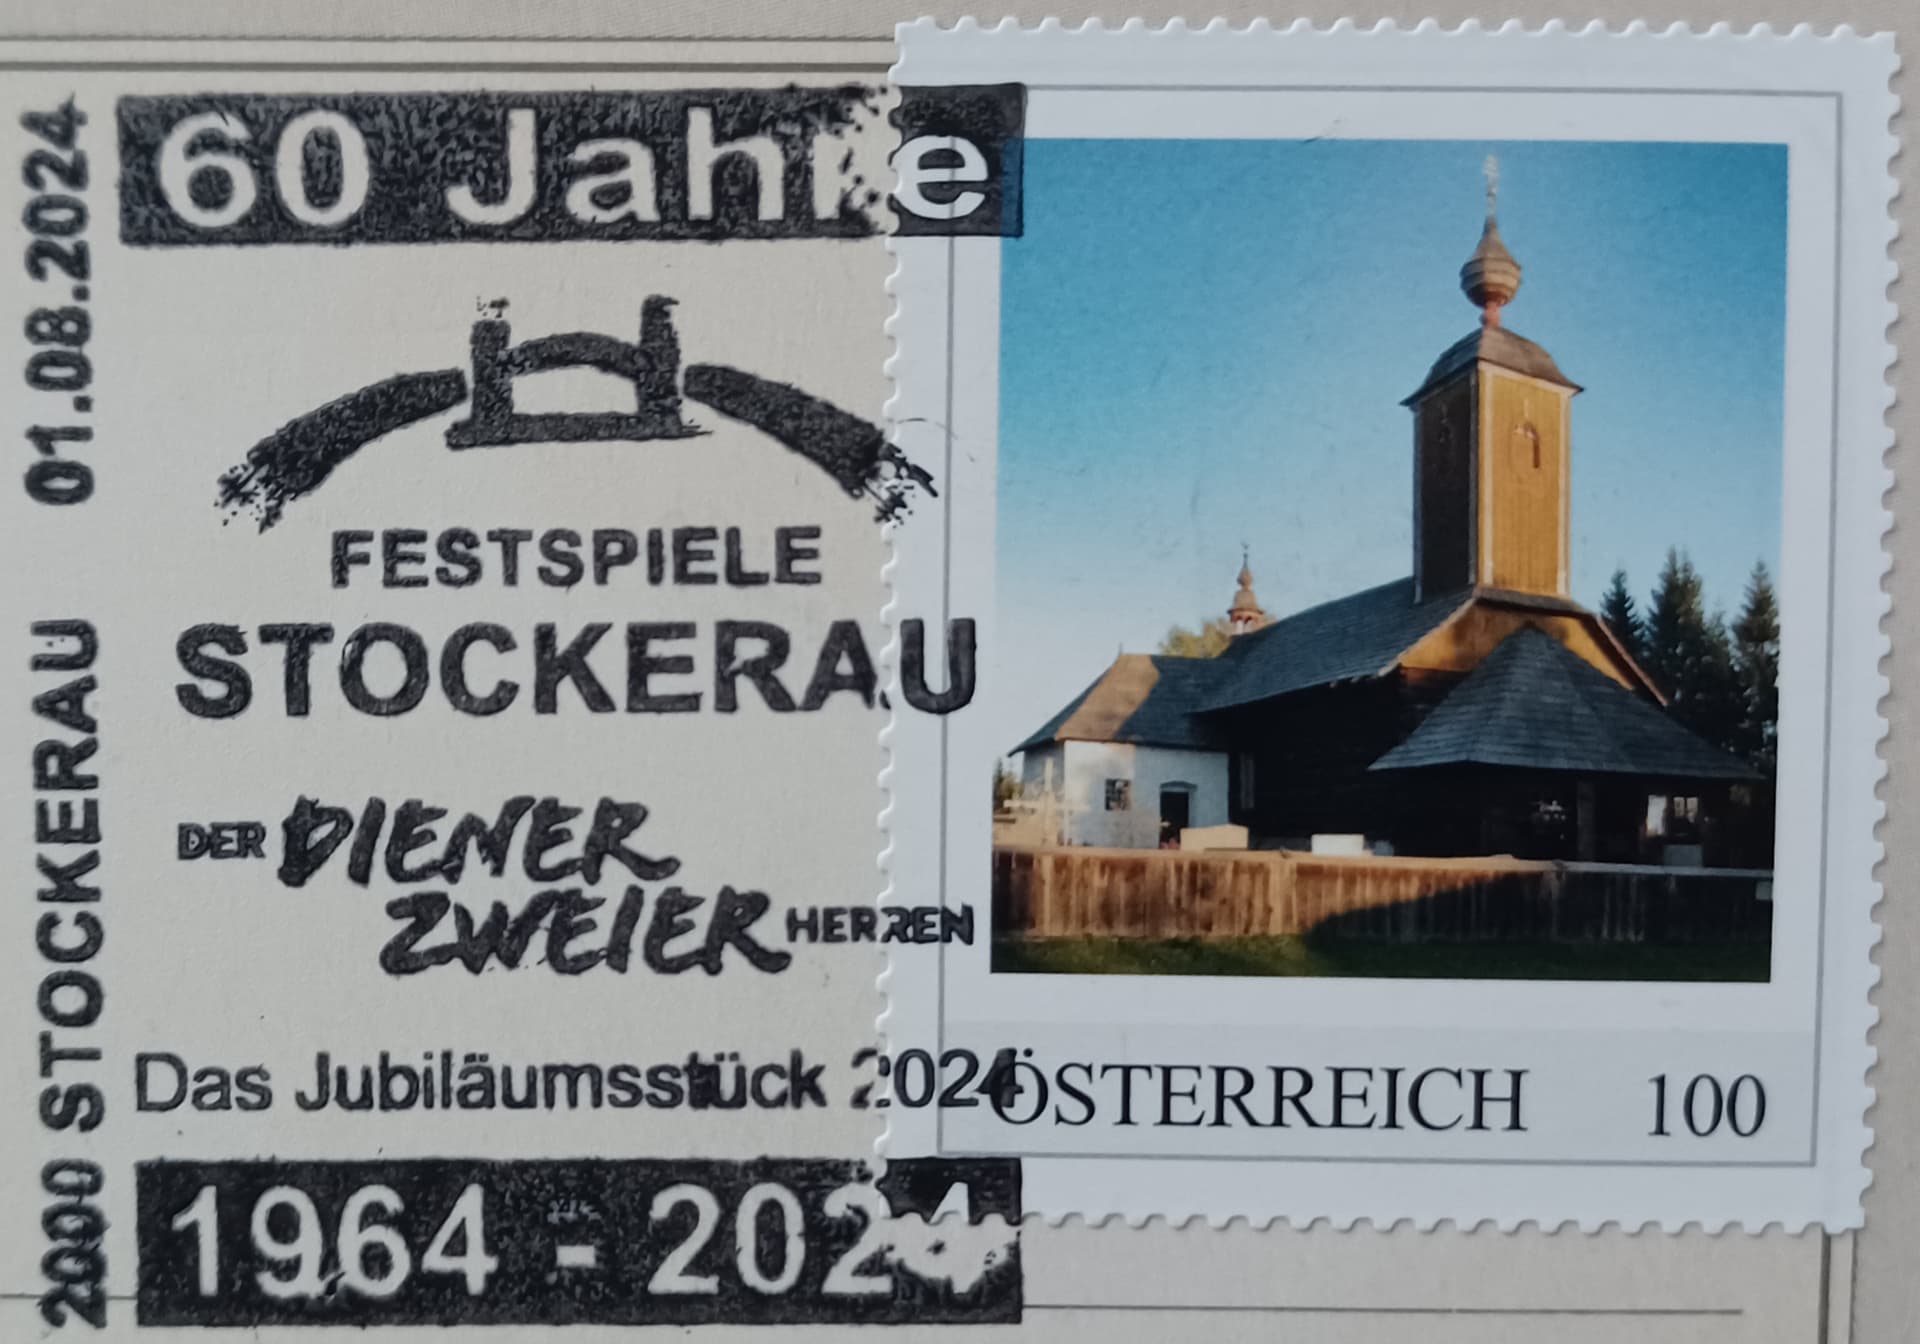 60 Jahre
FESTSPIELE
STOCKERAU
DER DIENER
ZWEIER HERREN
Das Jubiläumsstück 2024
1964 - 2024
2000 STOCKERAU 01.08.2024
ÖSTERREICH 100